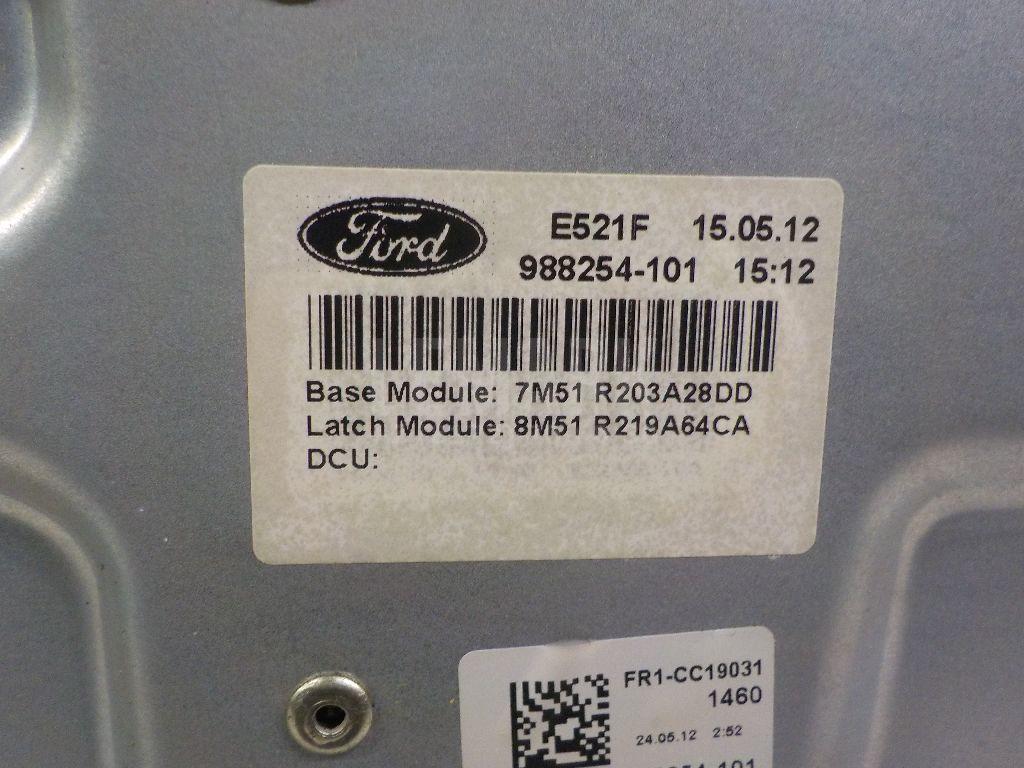 Ford
E521F 15.05.12
988254-101 15:12
Base Module: 7M51 R203A28DD
Latch Module: 8M51 R219A64CA
DCU:
FR1-CC19031
1460
24.05.12 2:52